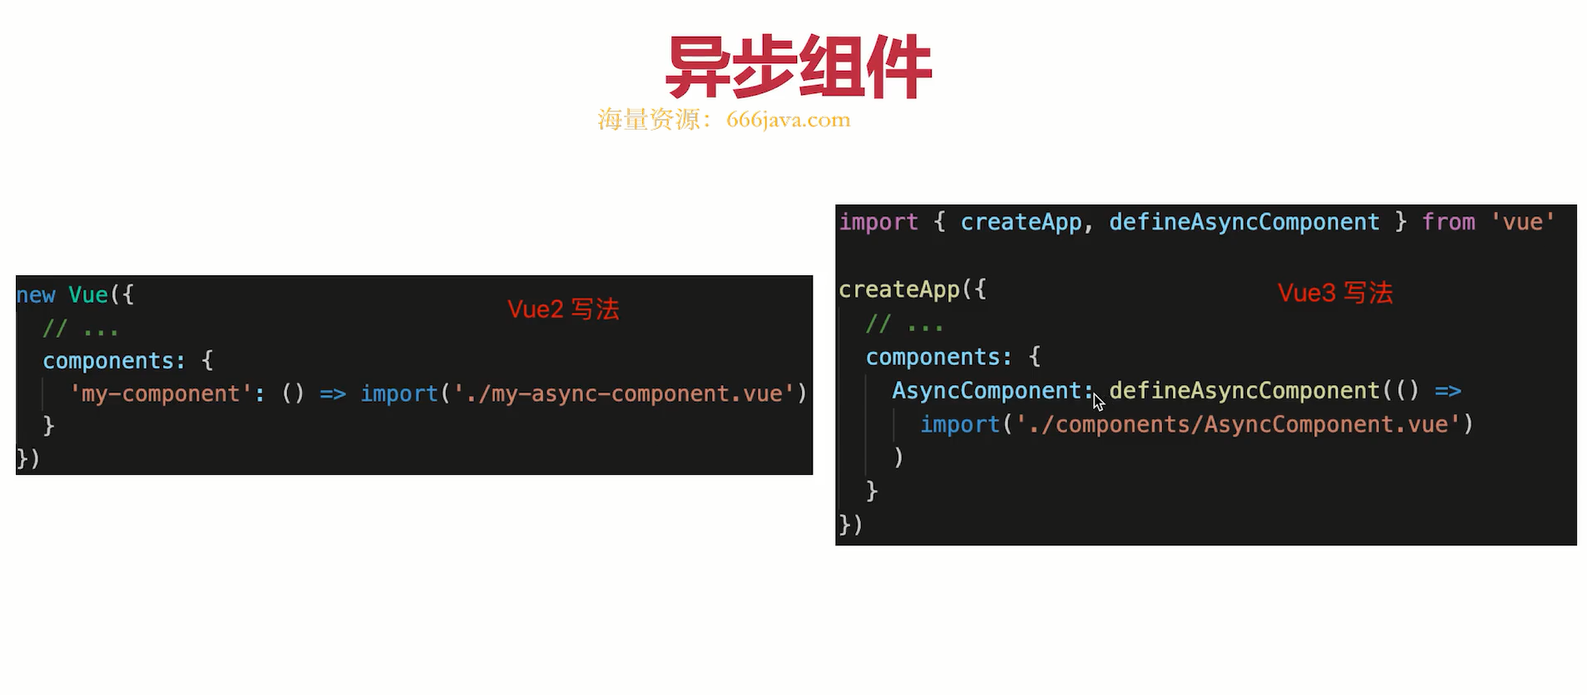 异步组件
海量资源：666java.com
new Vue({
Vue2 写法
  // ...
  components: {
    'my-component': () => import('./my-async-component.vue')
  }
})
import { createApp, defineAsyncComponent } from 'vue'
createApp({
Vue3 写法
  // ...
  components: {
    AsyncComponent: defineAsyncComponent(() =>
      import('./components/AsyncComponent.vue')
    )
  }
})